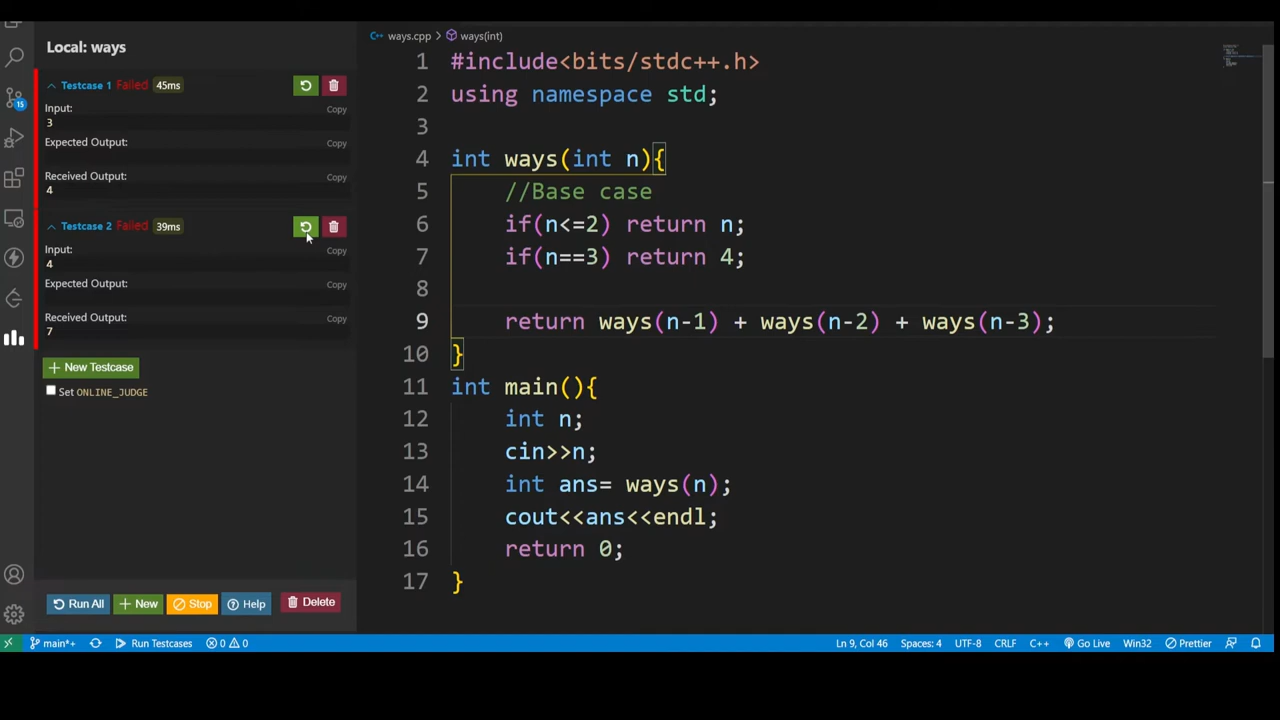 Local: ways
Testcase 1 Failed 45ms
Input:
Copy
3
Expected Output:
Copy
Received Output:
Copy
4
Testcase 2 Failed 39ms
Input:
Copy
4
Expected Output:
Copy
Received Output:
Copy
7
+ New Testcase
Set ONLINE_JUDGE
Run All + New Stop Help Delete
15
ways.cpp > ways(int)
1 #include<bits/stdc++.h>
2 using namespace std;
3
4 int ways(int n){
5 //Base case
6 if(n<=2) return n;
7 if(n==3) return 4;
8
9 return ways(n-1) + ways(n-2) + ways(n-3);
10 }
11 int main(){
12 int n;
13 cin>>n;
14 int ans= ways(n);
15 cout<<ans<<endl;
16 return 0;
17 }
main*+ Run Testcases 0 0 Ln 9, Col 46 Spaces: 4 UTF-8 CRLF C++ Go Live Win32 Prettier